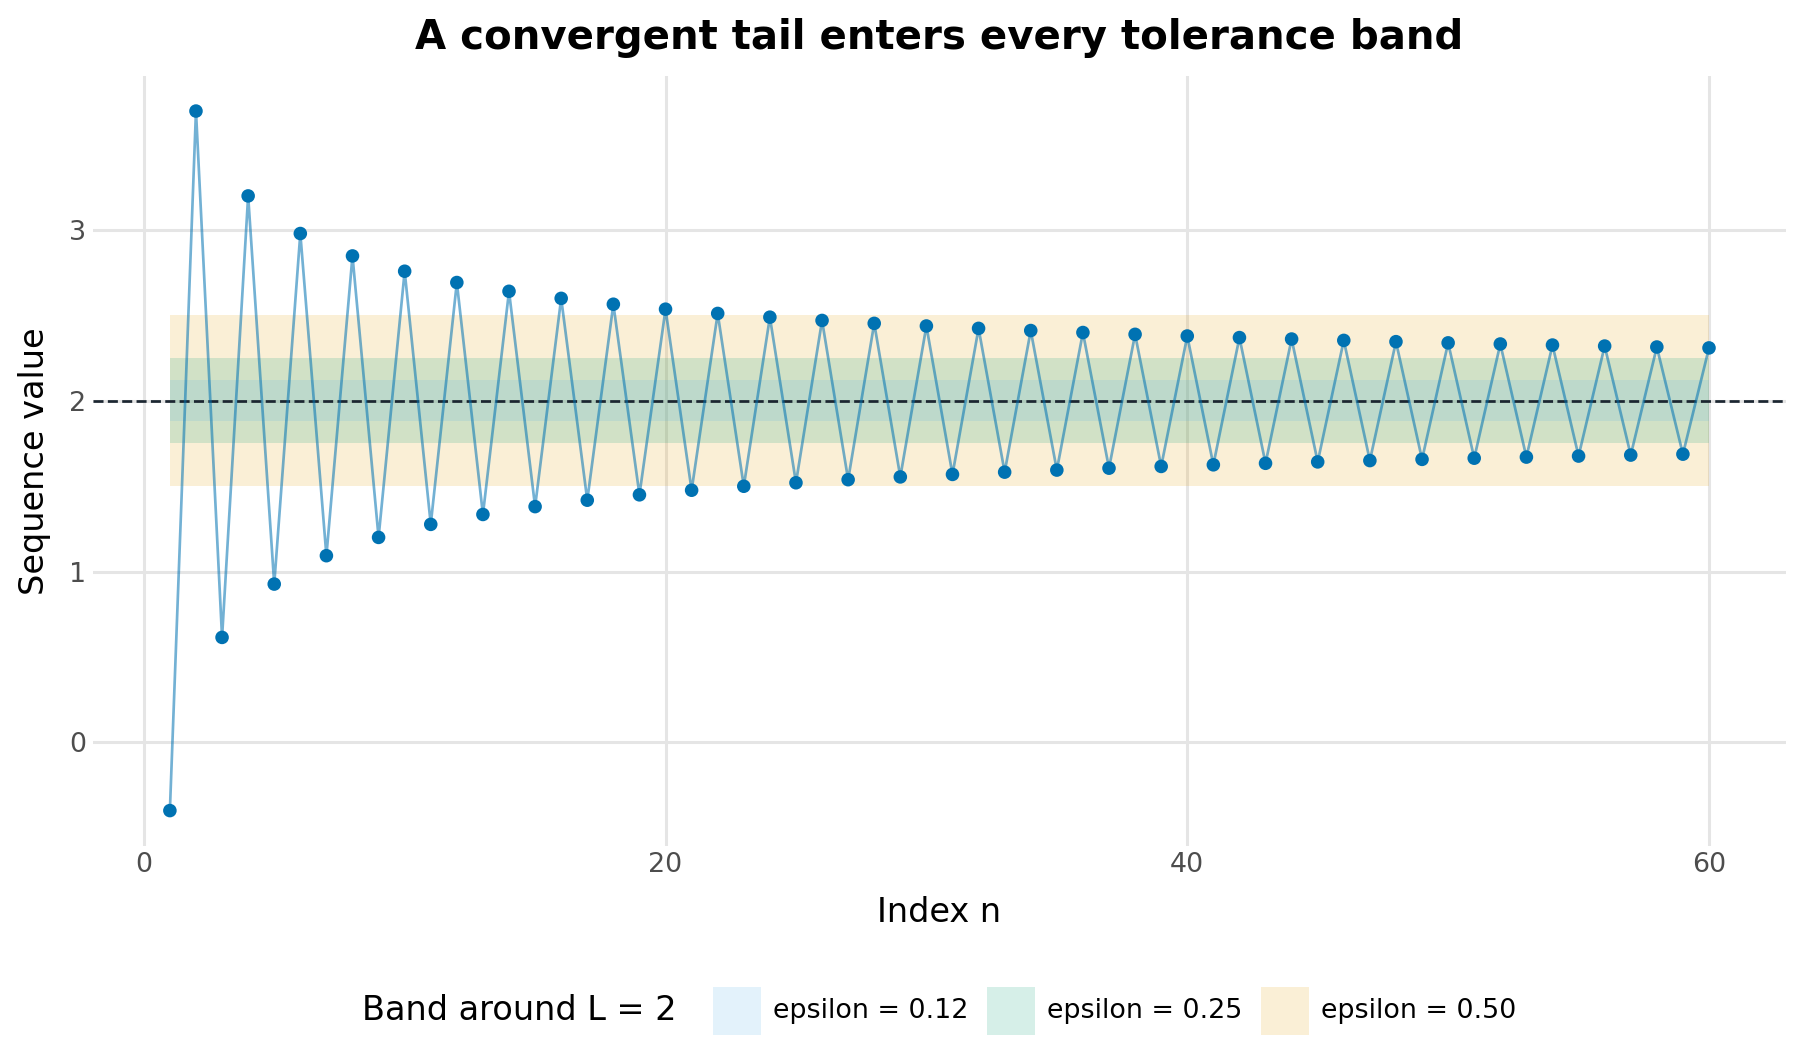 A convergent tail enters every tolerance band
Sequence value
3
2
1
0
0 20 40 60
Index n
Band around L = 2 epsilon = 0.12 epsilon = 0.25 epsilon = 0.50